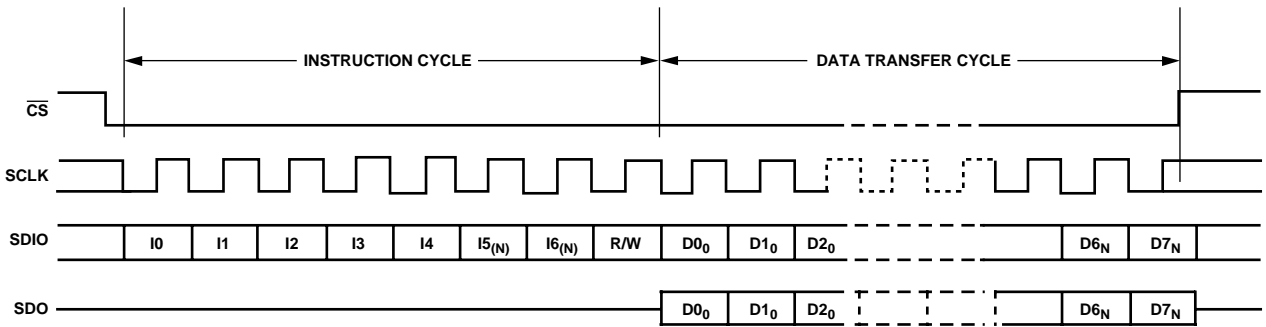 INSTRUCTION CYCLE DATA TRANSFER CYCLE
CS
SCLK
SDIO I0 I1 I2 I3 I4 I5(N) I6(N) R/W D0₀ D1₀ D2₀ D6N D7N
SDO D0₀ D1₀ D2₀ D6N D7N